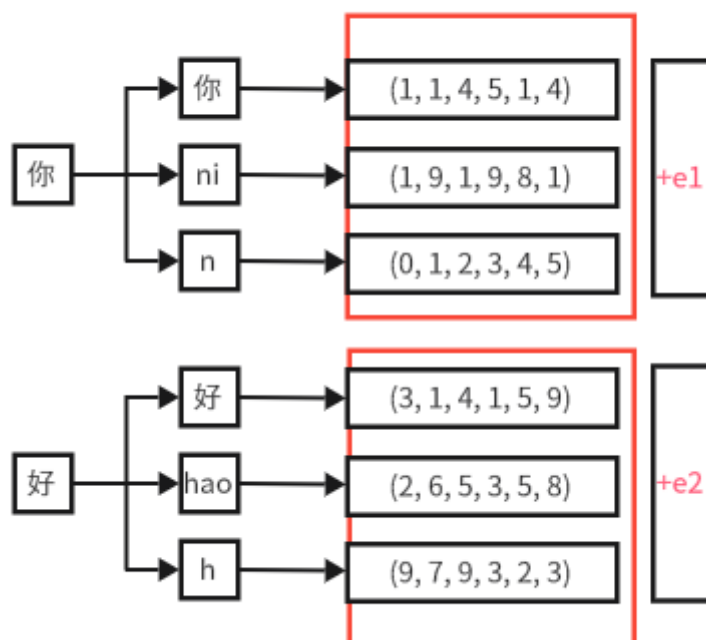 你
你
(1, 1, 4, 5, 1, 4)
ni
(1, 9, 1, 9, 8, 1)
n
(0, 1, 2, 3, 4, 5)
+e1
好
好
(3, 1, 4, 1, 5, 9)
hao
(2, 6, 5, 3, 5, 8)
h
(9, 7, 9, 3, 2, 3)
+e2